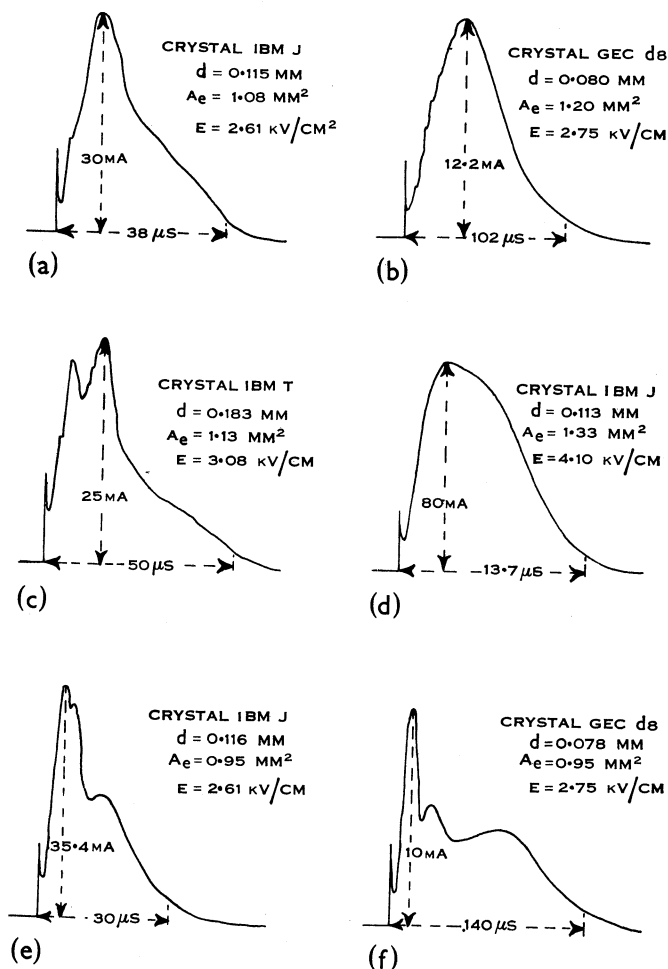 CRYSTAL IBM J
d = 0·115 MM
Ae = 1·08 MM²
E = 2·61 KV/CM²
30MA
38 μS
(a)
CRYSTAL GEC d8
d = 0·080 MM
Ae = 1·20 MM²
E = 2·75 KV/CM
12·2MA
102 μS
(b)
CRYSTAL IBM T
d = 0·183 MM
Ae = 1·13 MM²
E = 3·08 KV/CM
25MA
50μS
(c)
CRYSTAL IBM J
d = 0·113 MM
Ae = 1·33 MM²
E = 4·10 KV/CM
80MA
13·7μS
(d)
CRYSTAL IBM J
d = 0·116 MM
Ae = 0·95 MM²
E = 2·61 KV/CM
35·4MA
30μS
(e)
CRYSTAL GEC d8
d = 0·078 MM
Ae = 0·95 MM²
E = 2·75 KV/CM
10MA
140μS
(f)